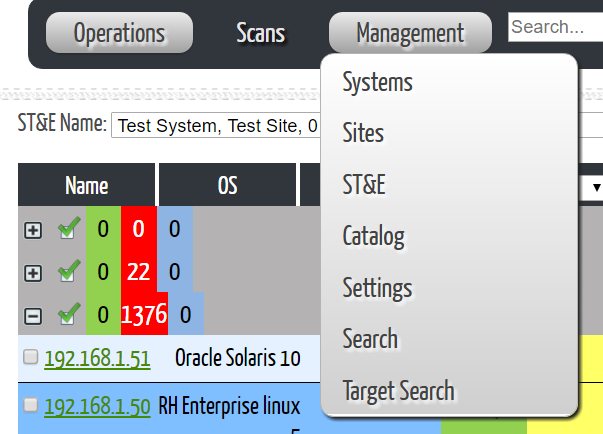 Operations Scans Management Search...
Systems
ST&E Name: Test System, Test Site, 0
Sites
Name OS
ST&E
0 0 0
Catalog
0 22 0
Settings
0 1376 0
Search
192.168.1.51 Oracle Solaris 10
Target Search
192.168.1.50 RH Enterprise linux
5